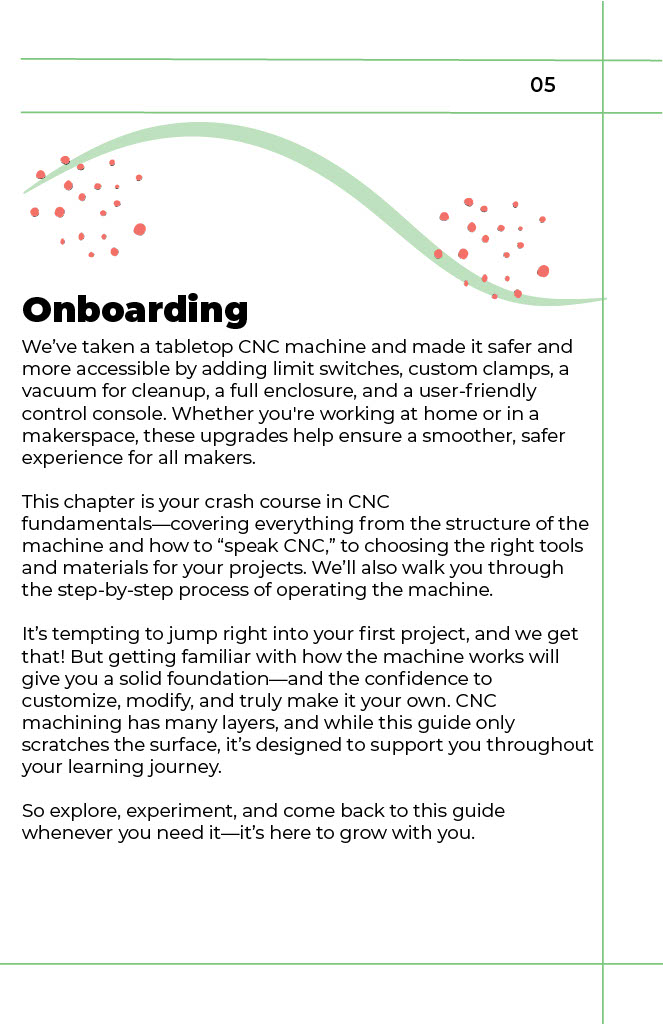 05
Onboarding
We’ve taken a tabletop CNC machine and made it safer and
more accessible by adding limit switches, custom clamps, a
vacuum for cleanup, a full enclosure, and a user-friendly
control console. Whether you're working at home or in a
makerspace, these upgrades help ensure a smoother, safer
experience for all makers.
This chapter is your crash course in CNC
fundamentals—covering everything from the structure of the
machine and how to “speak CNC,” to choosing the right tools
and materials for your projects. We’ll also walk you through
the step-by-step process of operating the machine.
It’s tempting to jump right into your first project, and we get
that! But getting familiar with how the machine works will
give you a solid foundation—and the confidence to
customize, modify, and truly make it your own. CNC
machining has many layers, and while this guide only
scratches the surface, it’s designed to support you throughout
your learning journey.
So explore, experiment, and come back to this guide
whenever you need it—it’s here to grow with you.